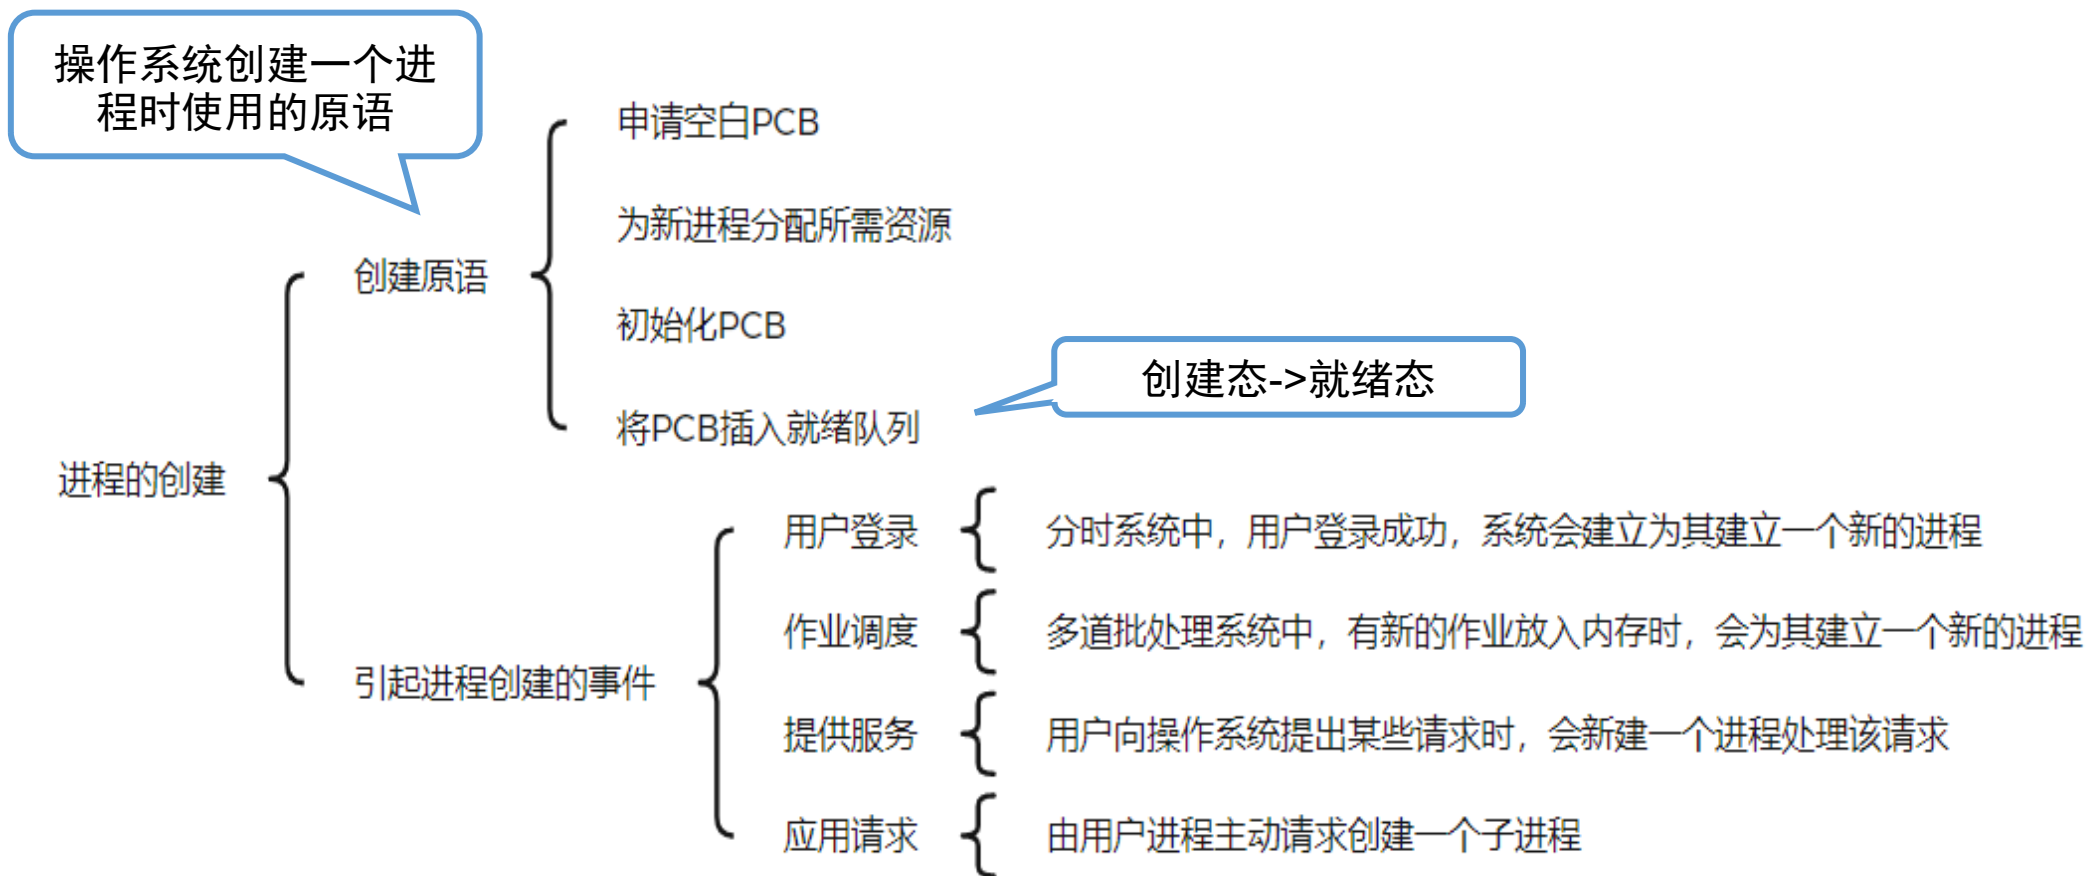 操作系统创建一个进
程时使用的原语
申请空白PCB
为新进程分配所需资源
创建原语
初始化PCB
创建态->就绪态
将PCB插入就绪队列
进程的创建
用户登录
分时系统中，用户登录成功，系统会建立为其建立一个新的进程
作业调度
多道批处理系统中，有新的作业放入内存时，会为其建立一个新的进程
引起进程创建的事件
提供服务
用户向操作系统提出某些请求时，会新建一个进程处理该请求
应用请求
由用户进程主动请求创建一个子进程